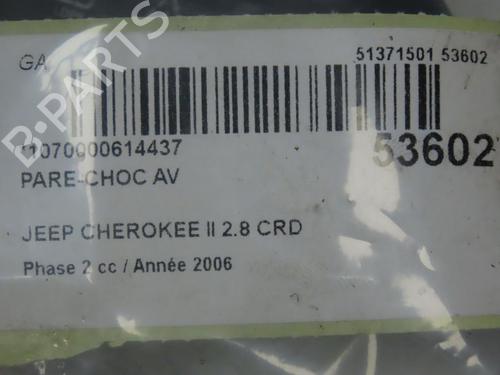 GA
51371501 53602
B-PARTS
*1070000614437
53602
PARE-CHOC AV
JEEP CHEROKEE II 2.8 CRD
Phase 2 cc / Année 2006